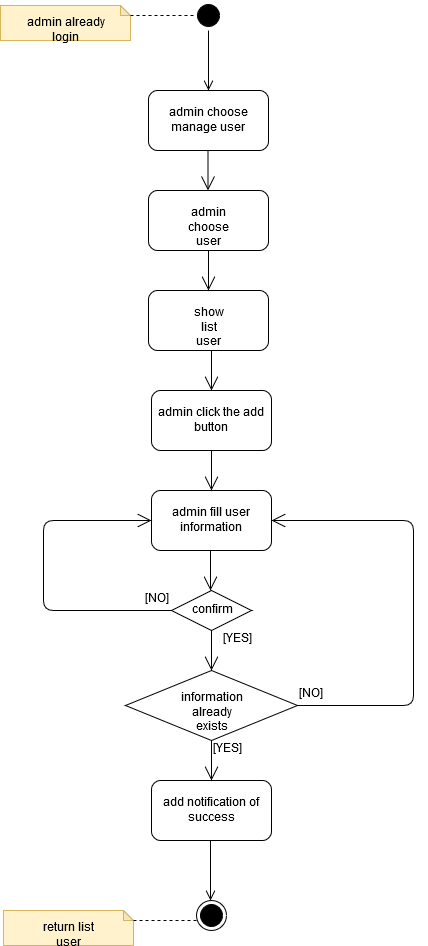 admin already
login
admin choose
manage user
admin
choose
user
show
list
user
admin click the add
button
admin fill user
information
[NO]
confirm
[YES]
information
already
exists
[NO]
[YES]
add notification of
success
return list
user